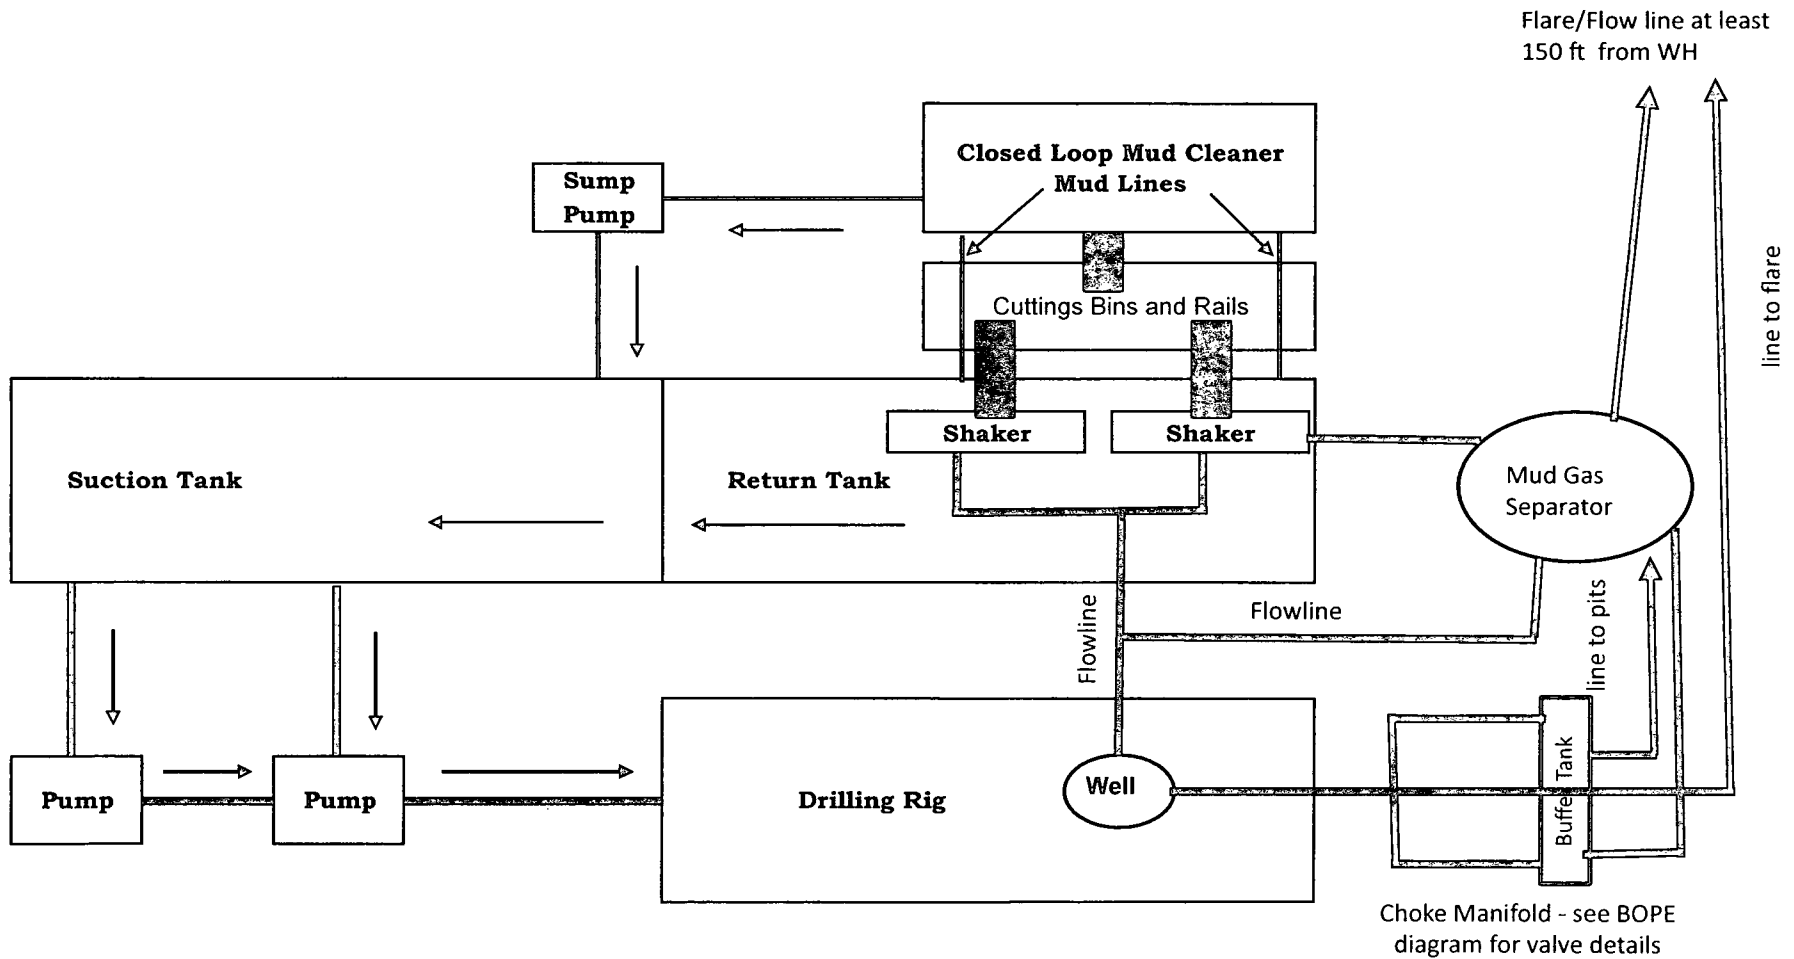 Flare/Flow line at least
150 ft from WH
Closed Loop Mud Cleaner
Mud Lines
Sump
Pump
line to flare
Cuttings Bins and Rails
Shaker
Shaker
Suction Tank
Return Tank
Mud Gas
Separator
Flowline
Flowline
line to pits
Pump
Pump
Drilling Rig
Well
Buffer Tank
Choke Manifold - see BOPE
diagram for valve details